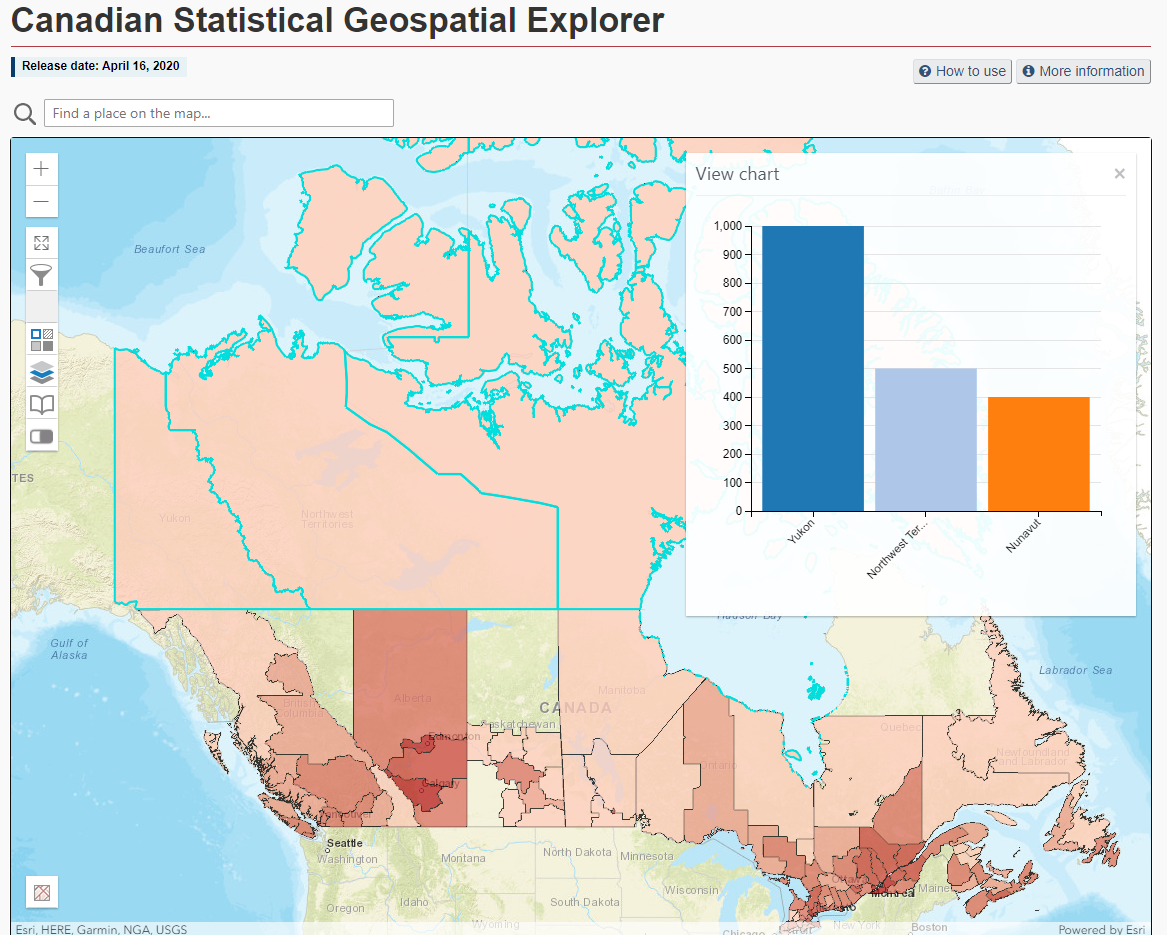 Canadian Statistical Geospatial Explorer
Release date: April 16, 2020
How to use
More information
Find a place on the map...
View chart
×
1,000
900
800
700
600
500
400
300
200
100
0
Yukon
Northwest Ter...
Nunavut
Beaufort Sea
TES
Yukon
Northwest
Territories
Hudson Bay
Gulf of
Alaska
Labrador Sea
British
Columbia
Alberta
Manitoba
CANADA
Saskatchewan
Edmonton
Calgary
Ontario
Quebec
Newfoundland
and Labrador
Vancouver
Seattle
Washington
Montana
North Dakota
Minnesota
Ottawa
Montreal
Maine
Wisconsin
Oregon
Idaho
South Dakota
Wyoming
Chicago
New York
Boston
Esri, HERE, Garmin, NGA, USGS
Powered by Esri